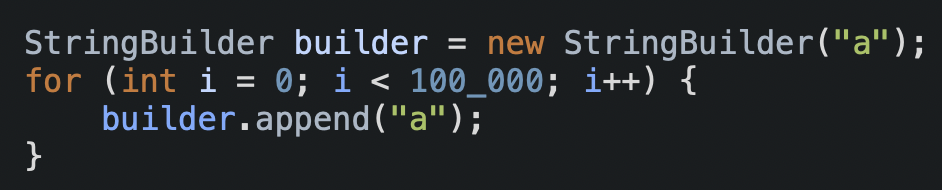 StringBuilder builder = new StringBuilder("a");
for (int i = 0; i < 100_000; i++) {
    builder.append("a");
}